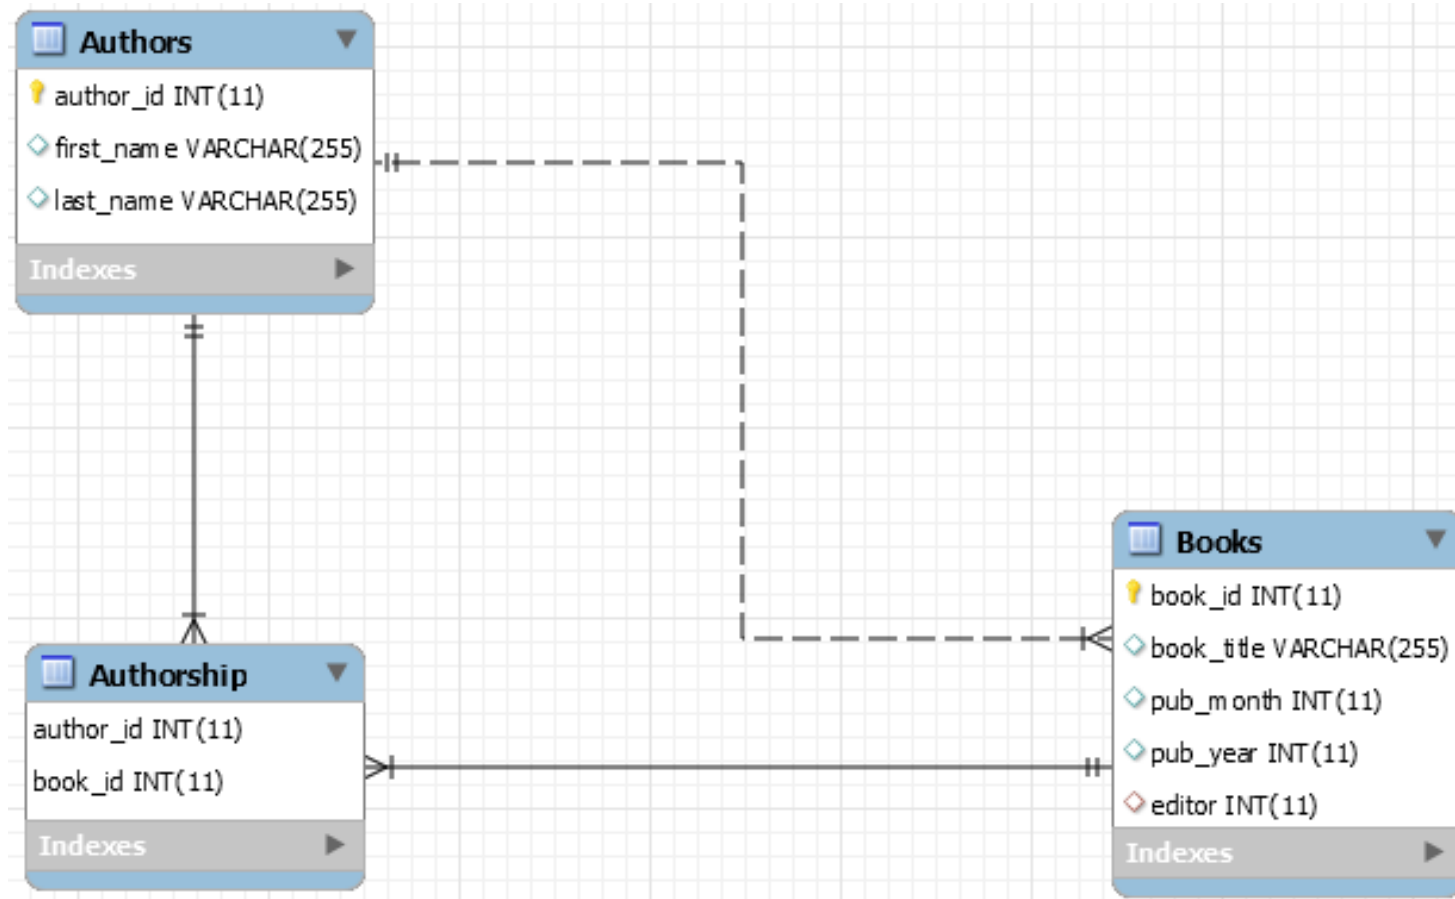 Authors
author_id INT(11)
first_name VARCHAR(255)
last_name VARCHAR(255)
Indexes
Authorship
author_id INT(11)
book_id INT(11)
Indexes
Books
book_id INT(11)
book_title VARCHAR(255)
pub_month INT(11)
pub_year INT(11)
editor INT(11)
Indexes